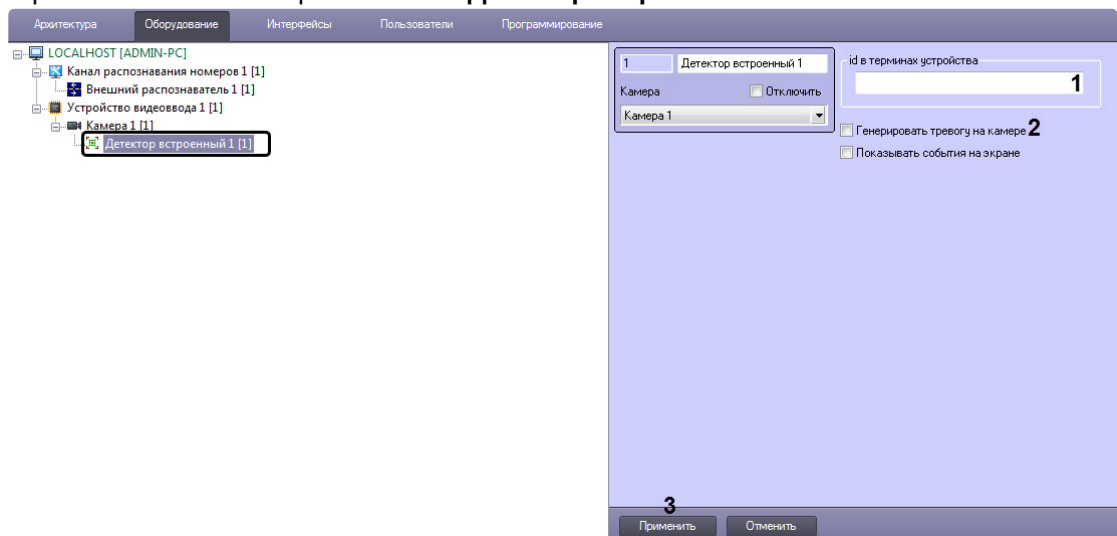 Архитектура Оборудование Интерфейсы Пользователи Программирование
LOCALHOST [ADMIN-PC]
Канал распознавания номеров 1 [1]
Внешний распознаватель 1 [1]
Устройство видеоввода 1 [1]
Камера 1 [1]
Детектор встроенный 1 [1]
1 Детектор встроенный 1
Камера Отключить
Камера 1
id в терминах устройства
1
Генерировать тревогу на камере 2
Показывать события на экране
3
Применить Отменить